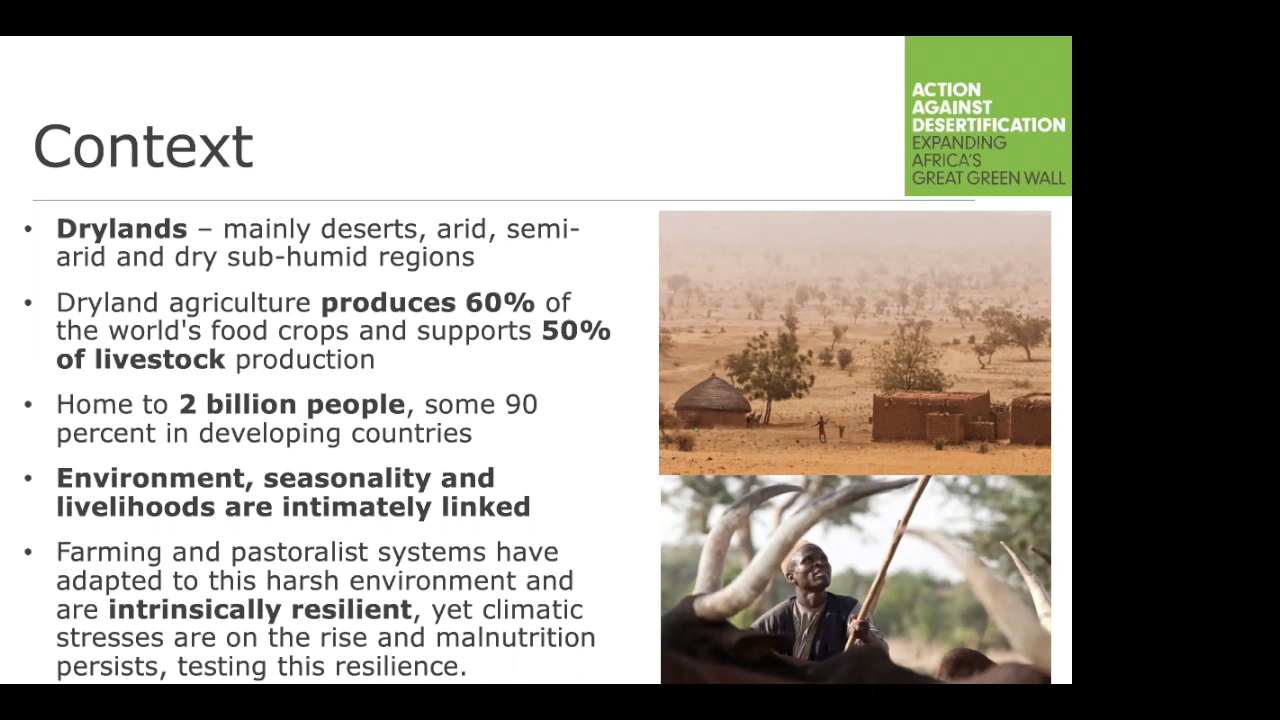 ACTION
AGAINST
DESERTIFICATION
EXPANDING
AFRICA'S
GREAT GREEN WALL
Context
• Drylands – mainly deserts, arid, semi-
arid and dry sub-humid regions
• Dryland agriculture produces 60% of
the world's food crops and supports 50%
of livestock production
• Home to 2 billion people, some 90
percent in developing countries
• Environment, seasonality and
livelihoods are intimately linked
• Farming and pastoralist systems have
adapted to this harsh environment and
are intrinsically resilient, yet climatic
stresses are on the rise and malnutrition
persists, testing this resilience.